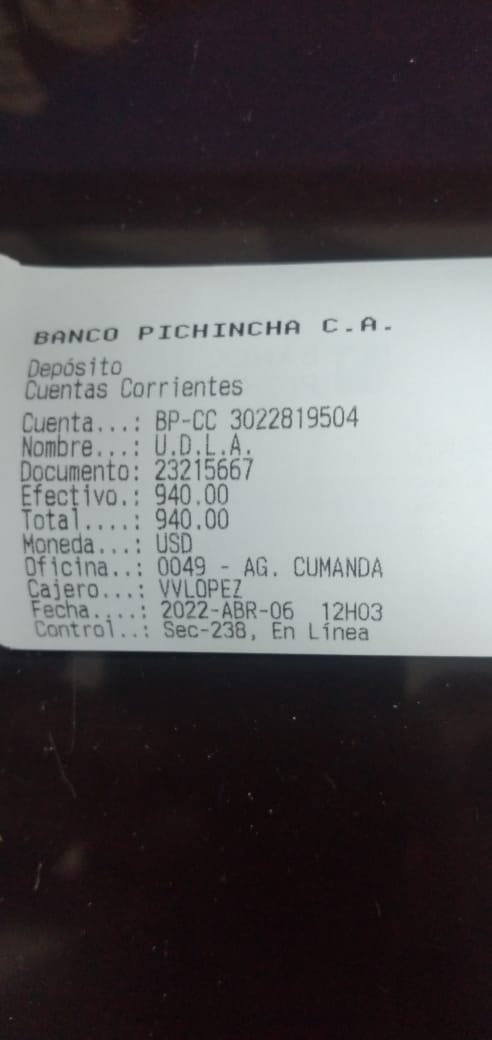 BANCO PICHINCHA C.A.
Depósito
Cuentas Corrientes
Cuenta...: BP-CC 3022819504
Nombre...: U.D.L.A.
Documento: 23215667
Efectivo.: 940.00
Total....: 940.00
Moneda...: USD
Oficina..: 0049 - AG. CUMANDA
Cajero...: VVLOPEZ
Fecha....: 2022-ABR-06 12H03
Control..: Sec-238, En Línea